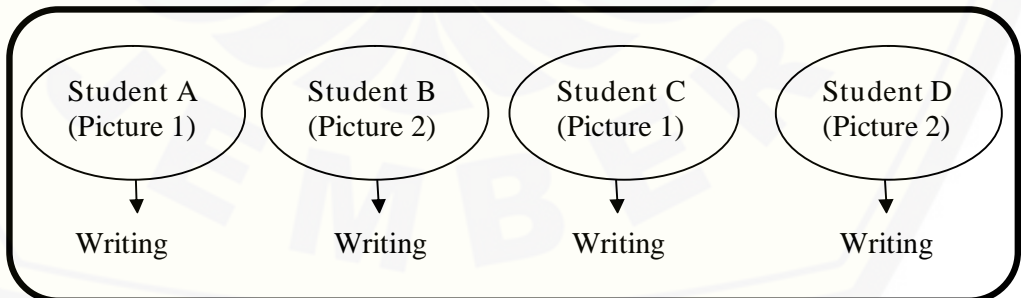 Student A
(Picture 1)
Student B
(Picture 2)
Student C
(Picture 1)
Student D
(Picture 2)
Writing
Writing
Writing
Writing